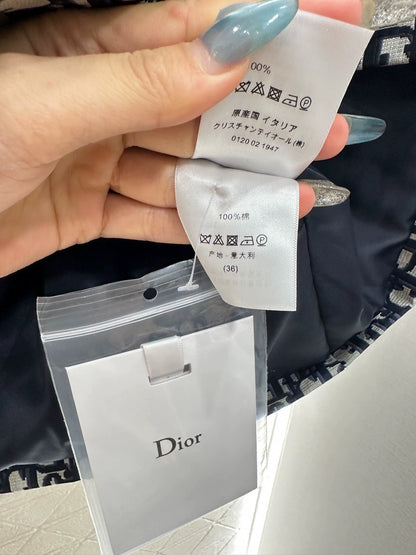 00%
原産国 イタリア
クリスチャンディオール(株)
0120 02 1947
100%棉
产地 - 意大利
(36)
Dior